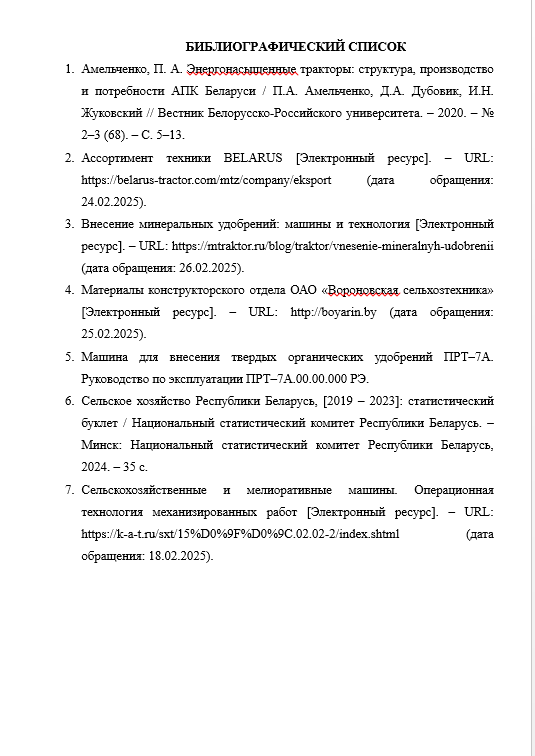 БИБЛИОГРАФИЧЕСКИЙ СПИСОК
1. Амельченко, П. А. Энергонасыщенные тракторы: структура, производство
и потребности АПК Беларуси / П.А. Амельченко, Д.А. Дубовик, И.Н.
Жуковский // Вестник Белорусско-Российского университета. – 2020. – №
2–3 (68). – С. 5–13.
2. Ассортимент техники BELARUS [Электронный ресурс]. – URL:
https://belarus-tractor.com/mtz/company/eksport (дата обращения:
24.02.2025).
3. Внесение минеральных удобрений: машины и технология [Электронный
ресурс]. – URL: https://mtraktor.ru/blog/traktor/vnesenie-mineralnyh-udobrenii
(дата обращения: 26.02.2025).
4. Материалы конструкторского отдела ОАО «Вороновская сельхозтехника»
[Электронный ресурс]. – URL: http://boyarin.by (дата обращения:
25.02.2025).
5. Машина для внесения твердых органических удобрений ПРТ–7А.
Руководство по эксплуатации ПРТ–7А.00.00.000 РЭ.
6. Сельское хозяйство Республики Беларусь, [2019 – 2023]: статистический
буклет / Национальный статистический комитет Республики Беларусь. –
Минск: Национальный статистический комитет Республики Беларусь,
2024. – 35 с.
7. Сельскохозяйственные и мелиоративные машины. Операционная
технология механизированных работ [Электронный ресурс]. – URL:
https://k-a-t.ru/sxt/15%D0%9F%D0%9C.02.02-2/index.shtml (дата
обращения: 18.02.2025).